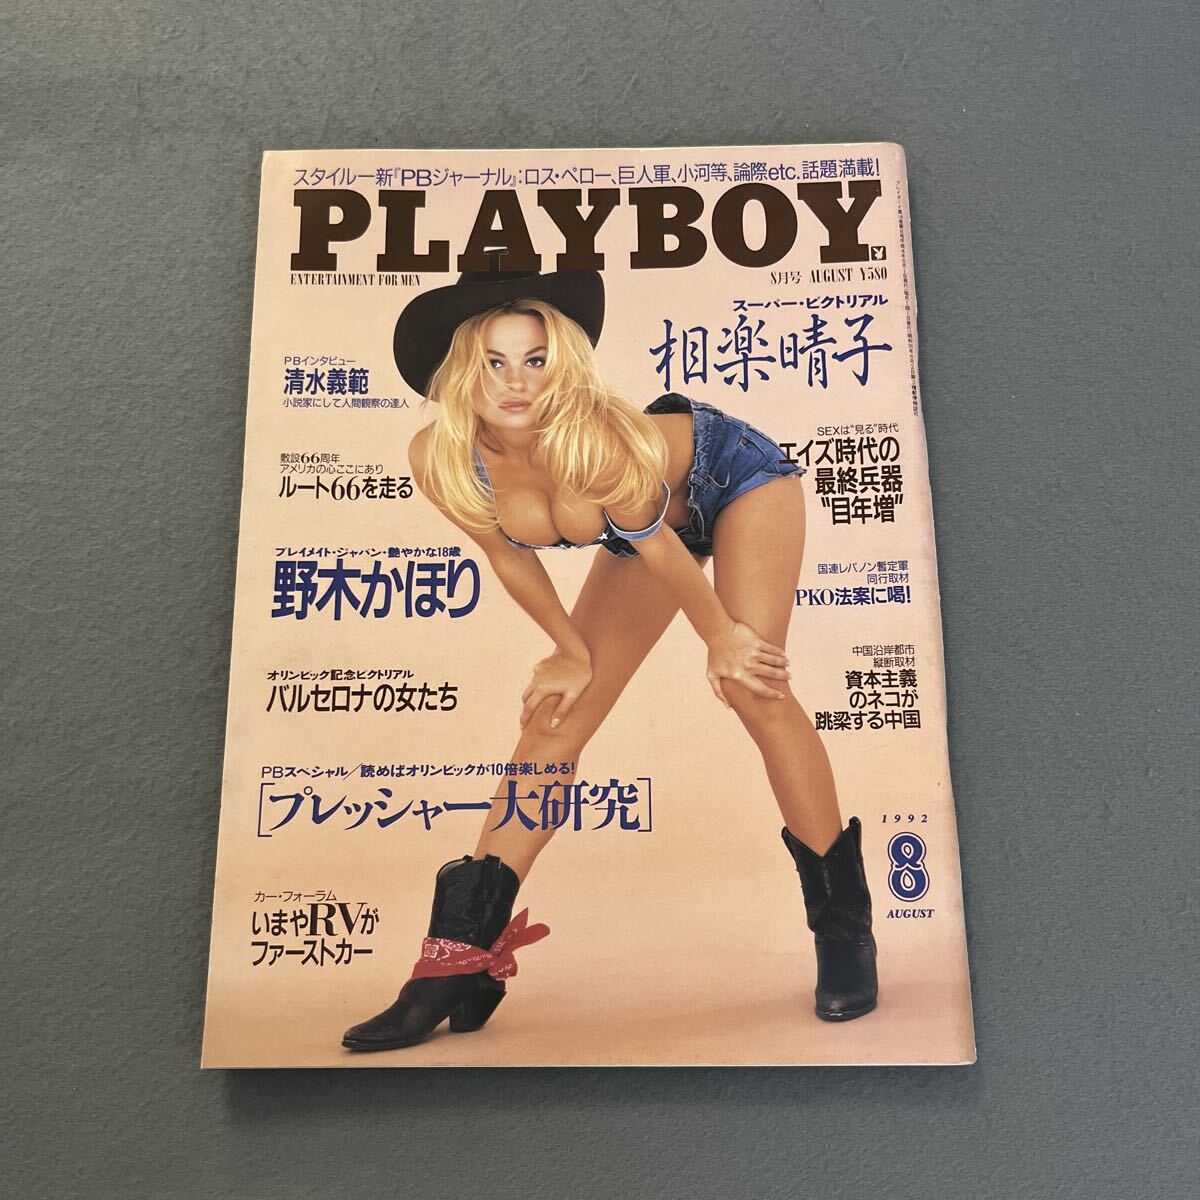 スタイル一新『PBジャーナル』:ロス・ペロー、巨人軍、小河等、論際etc.話題満載!
PLAYBOY
ENTERTAINMENT FOR MEN
8月号 AUGUST ¥580
スーパー・ピクトリアル
相楽晴子
PBインタビュー
清水義範
小説家にして人間観察の達人
SEXは“見る”時代
エイズ時代の
最終兵器
“目年増”
敷設66周年
アメリカの心ここにあり
ルート66を走る
プレイメイト・ジャパン・艶やかな18歳
野木かほり
国連レバノン暫定軍
同行取材
PKO法案に喝!
オリンピック記念ピクトリアル
バルセロナの女たち
中国沿岸都市
縦断取材
資本主義
のネコが
跳梁する中国
PBスペシャル/読めばオリンピックが10倍楽しめる!
[プレッシャー大研究]
1992
8
AUGUST
カー・フォーラム
いまやRVが
ファーストカー